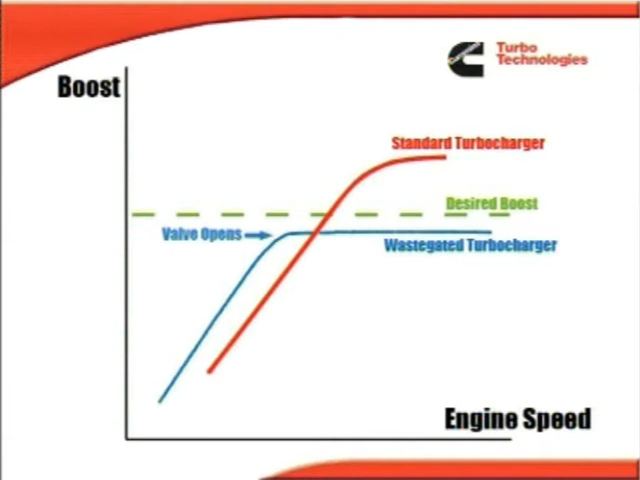 Turbo
Technologies
Boost
Standard Turbocharger
Desired Boost
Valve Opens
Wastegated Turbocharger
Engine Speed